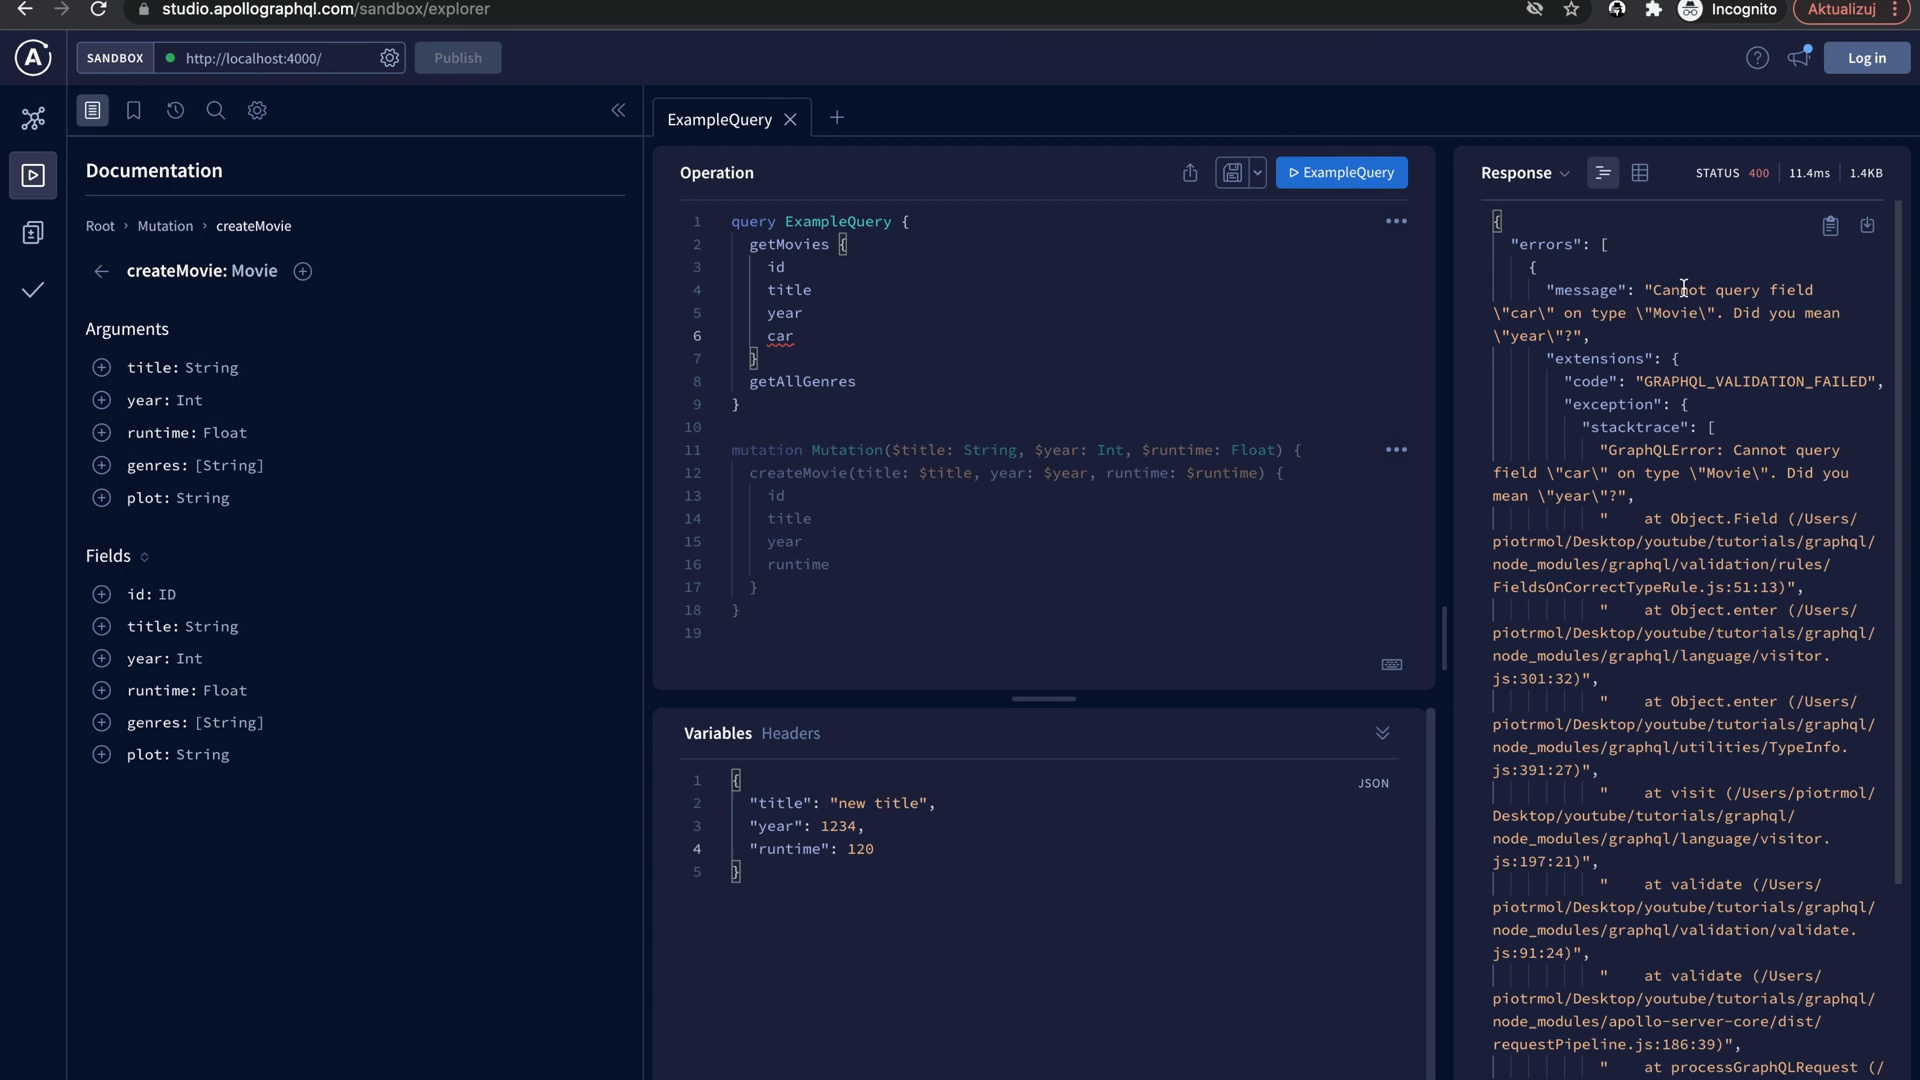 studio.apollographql.com/sandbox/explorer
Incognito
Aktualizuj
SANDBOX
http://localhost:4000/
Publish
Log in
Documentation
Root > Mutation > createMovie
createMovie: Movie
Arguments
title: String
year: Int
runtime: Float
genres: [String]
plot: String
Fields
id: ID
title: String
year: Int
runtime: Float
genres: [String]
plot: String
ExampleQuery
Operation
ExampleQuery
1 query ExampleQuery {
2 getMovies {
3 id
4 title
5 year
6 car
7 }
8 getAllGenres
9 }
10
11 mutation Mutation($title: String, $year: Int, $runtime: Float) {
12 createMovie(title: $title, year: $year, runtime: $runtime) {
13 id
14 title
15 year
16 runtime
17 }
18 }
19
Variables Headers
JSON
1 {
2 "title": "new title",
3 "year": 1234,
4 "runtime": 120
5 }
Response
STATUS 400 11.4ms 1.4KB
{
"errors": [
{
"message": "Cannot query field
\"car\" on type \"Movie\". Did you mean
\"year\"?",
"extensions": {
"code": "GRAPHQL_VALIDATION_FAILED",
"exception": {
"stacktrace": [
"GraphQLError: Cannot query
field \"car\" on type \"Movie\". Did you
mean \"year\"?",
" at Object.Field (/Users/
piotrmol/Desktop/youtube/tutorials/graphql/
node_modules/graphql/validation/rules/
FieldsOnCorrectTypeRule.js:51:13)",
" at Object.enter (/Users/
piotrmol/Desktop/youtube/tutorials/graphql/
node_modules/graphql/language/visitor.
js:301:32)",
" at Object.enter (/Users/
piotrmol/Desktop/youtube/tutorials/graphql/
node_modules/graphql/utilities/TypeInfo.
js:391:27)",
" at visit (/Users/piotrmol/
Desktop/youtube/tutorials/graphql/
node_modules/graphql/language/visitor.
js:197:21)",
" at validate (/Users/
piotrmol/Desktop/youtube/tutorials/graphql/
node_modules/graphql/validation/validate.
js:91:24)",
" at validate (/Users/
piotrmol/Desktop/youtube/tutorials/graphql/
node_modules/apollo-server-core/dist/
requestPipeline.js:186:39)",
" at processGraphQLRequest (/